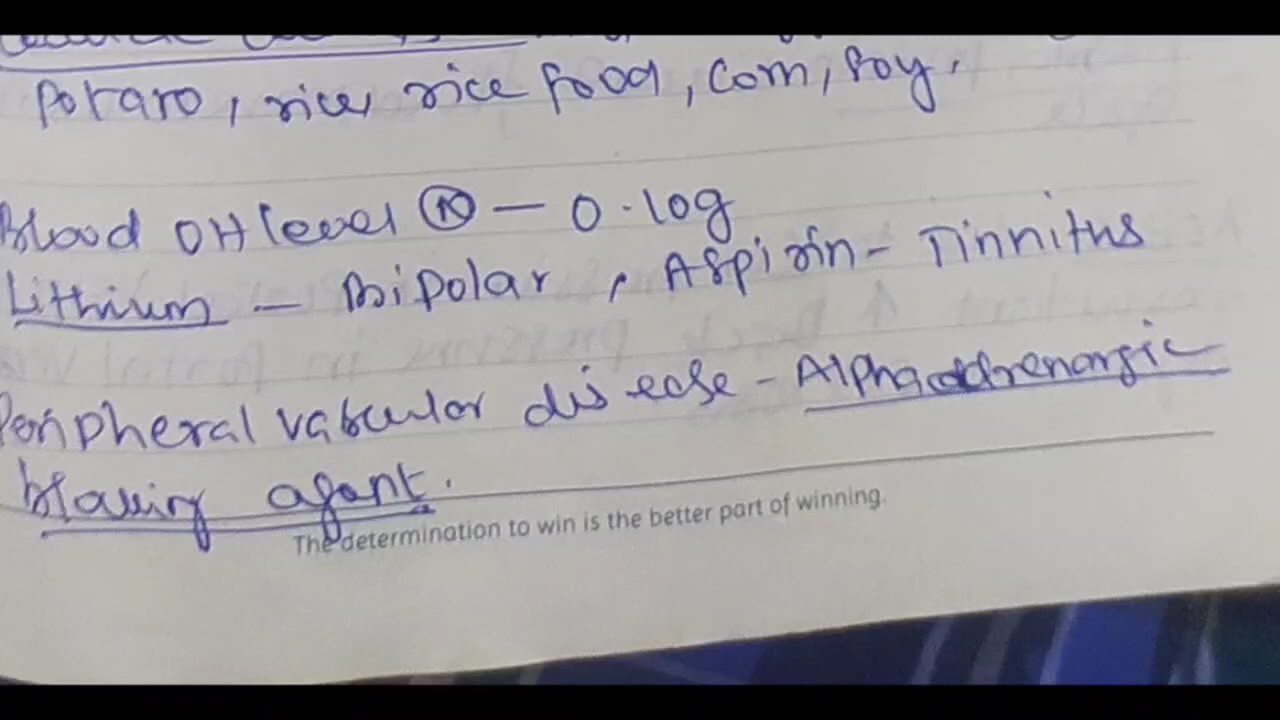 Potato, rice, rice food, Corn, Soy.
Blood OH level Ⓝ — 0.10g
Lithium — Bipolar, Aspirin - Tinnitus
Peripheral vascular disease - Alpha adrenergic
blocking agent.
The determination to win is the better part of winning.